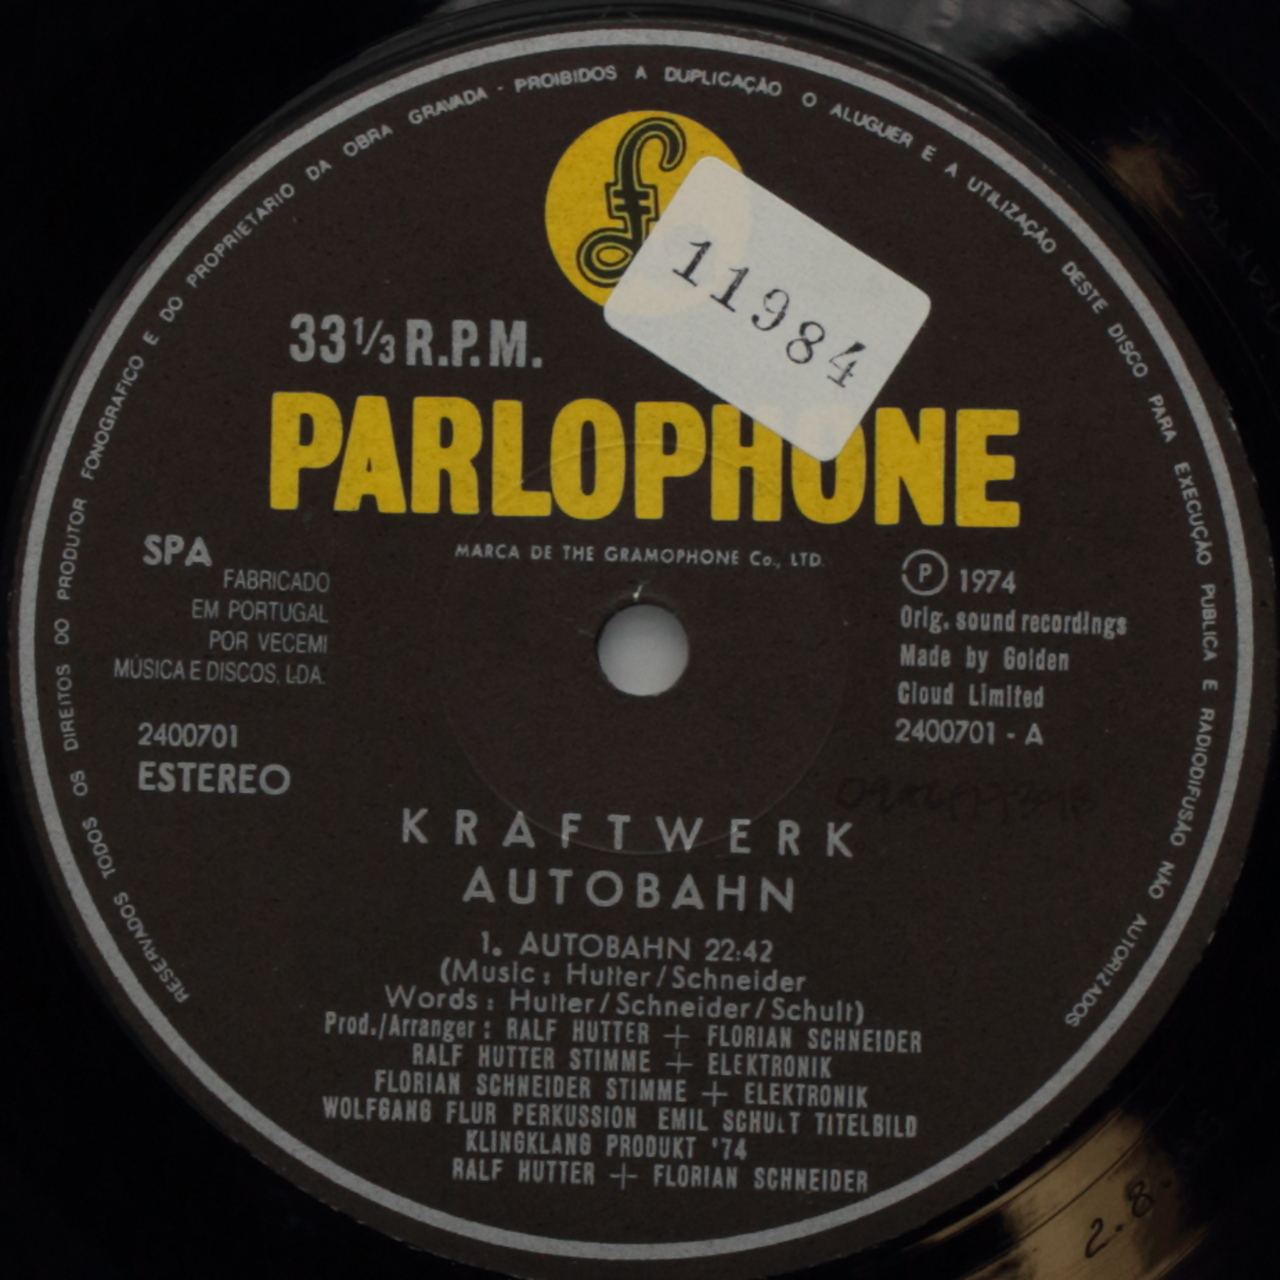 RESERVADOS TODOS OS DIREITOS DO PRODUTOR FONOGRAFICO E DO PROPRIETARIO DA OBRA GRAVADA - PROIBIDOS A DUPLICAÇÃO O ALUGUER E A UTILIZAÇÃO DESTE DISCO PARA EXECUÇÃO PUBLICA E RADIODIFUSÃO NÃO AUTORIZADOS
11984
33 1/3 R.P.M.
PARLOPHONE
MARCA DE THE GRAMOPHONE Co., LTD.
SPA
FABRICADO
EM PORTUGAL
POR VECEMI
MÚSICA E DISCOS, LDA.
2400701
ESTEREO
Ⓟ 1974
Orig. sound recordings
Made by Golden
Cloud Limited
2400701 - A
KRAFTWERK
AUTOBAHN
1. AUTOBAHN 22:42
(Music : Hutter/Schneider
Words : Hutter/Schneider/Schult)
Prod./Arranger : RALF HUTTER + FLORIAN SCHNEIDER
RALF HUTTER STIMME + ELEKTRONIK
FLORIAN SCHNEIDER STIMME + ELEKTRONIK
WOLFGANG FLUR PERKUSSION EMIL SCHULT TITELBILD
KLINGKLANG PRODUKT '74
RALF HUTTER + FLORIAN SCHNEIDER